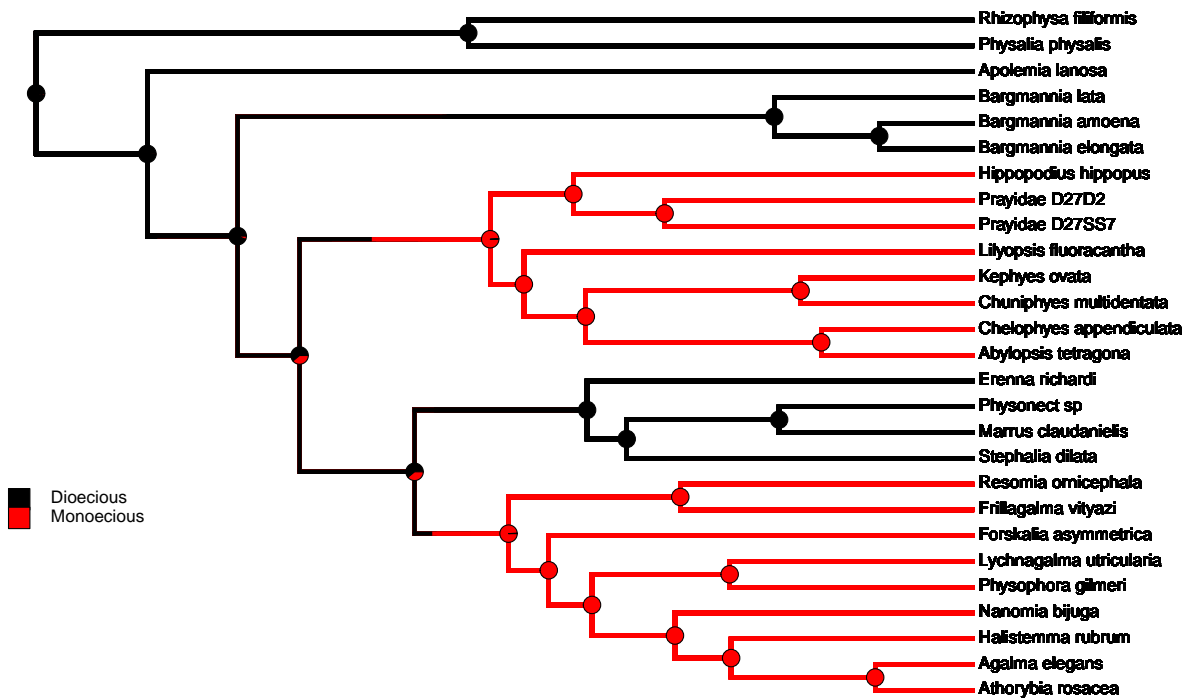 Rhizophysa filiformis
Physalia physalis
Apolemia lanosa
Bargmannia lata
Bargmannia amoena
Bargmannia elongata
Hippopodius hippopus
Prayidae D27D2
Prayidae D27SS7
Lilyopsis fluoracantha
Kephyes ovata
Chuniphyes multidentata
Chelophyes appendiculata
Abylopsis tetragona
Erenna richardi
Physonect sp
Marrus claudanielis
Stephalia dilata
Resomia ornicephala
Frillagalma vityazi
Forskalia asymmetrica
Lychnagalma utricularia
Physophora gilmeri
Nanomia bijuga
Halistemma rubrum
Agalma elegans
Athorybia rosacea
Dioecious
Monoecious